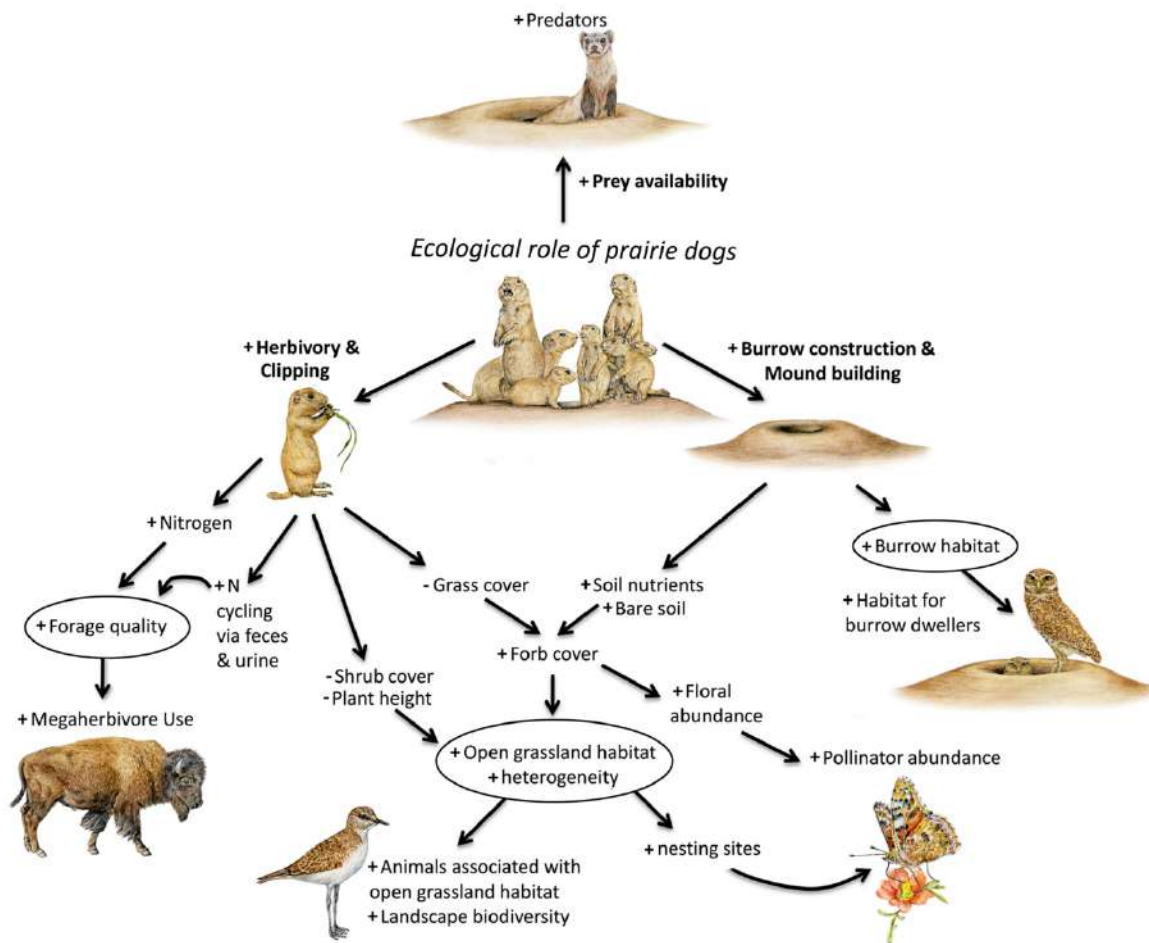 + Predators
+ Prey availability
Ecological role of prairie dogs
+ Herbivory &
Clipping
+ Burrow construction &
Mound building
+ Nitrogen
+ Forage quality
+ N
cycling
via feces
& urine
+ Megaherbivore Use
- Grass cover
+ Soil nutrients
+ Bare soil
+ Forb cover
- Shrub cover
- Plant height
+ Floral
abundance
+ Open grassland habitat
+ heterogeneity
+ Burrow habitat
+ Habitat for
burrow dwellers
+ Pollinator abundance
+ Animals associated with
open grassland habitat
+ Landscape biodiversity
+ nesting sites